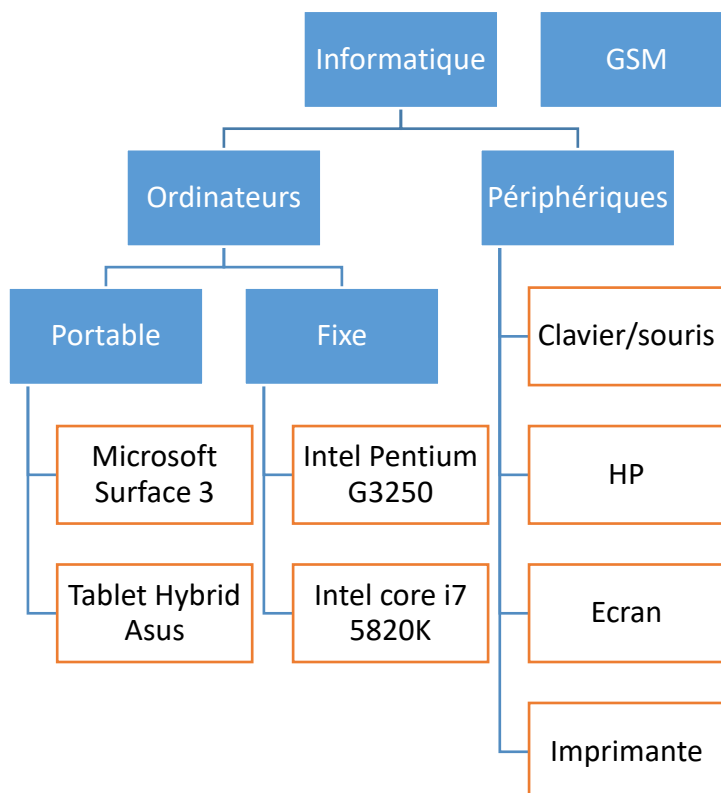 Informatique
GSM
Ordinateurs
Périphériques
Portable
Fixe
Clavier/souris
Microsoft
Surface 3
Intel Pentium
G3250
HP
Tablet Hybrid
Asus
Intel core i7
5820K
Ecran
Imprimante